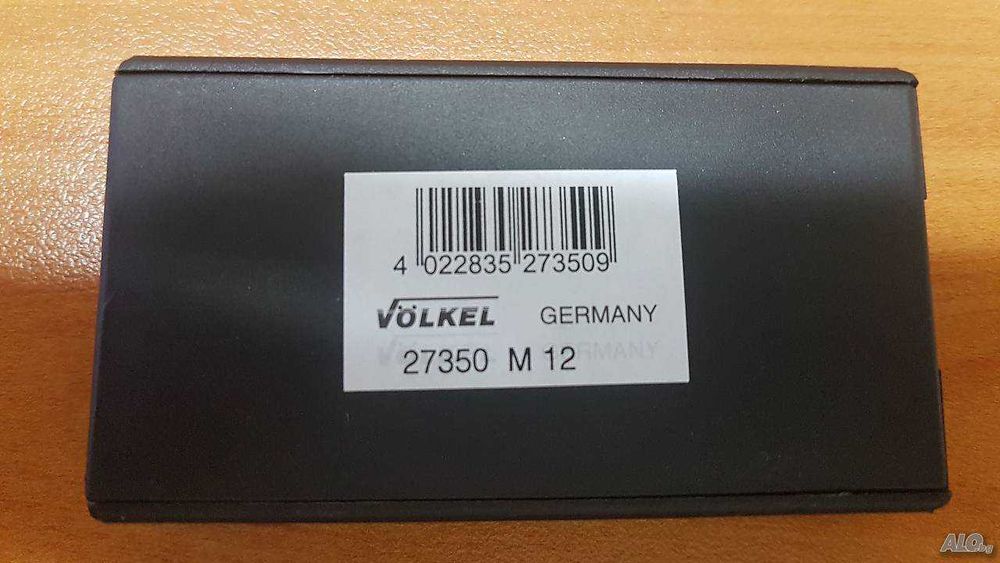 4 022835 273509
VÖLKEL GERMANY
27350 M 12
ALO.bg